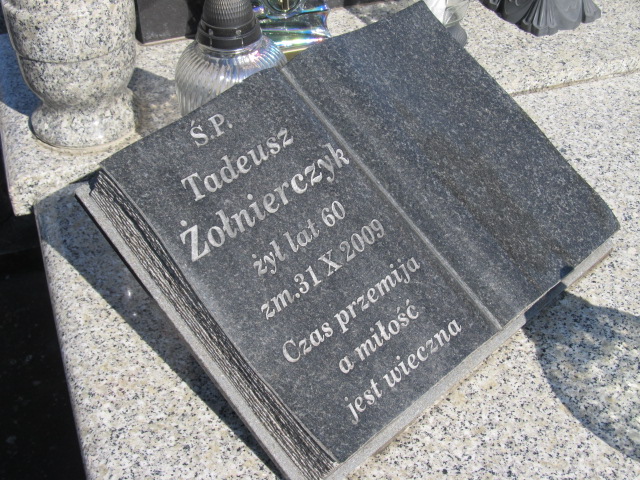 Ś.P.
Tadeusz
Żołnierczyk
żył lat 60
zm.31 X 2009
Czas przemija
a miłość
jest wieczna